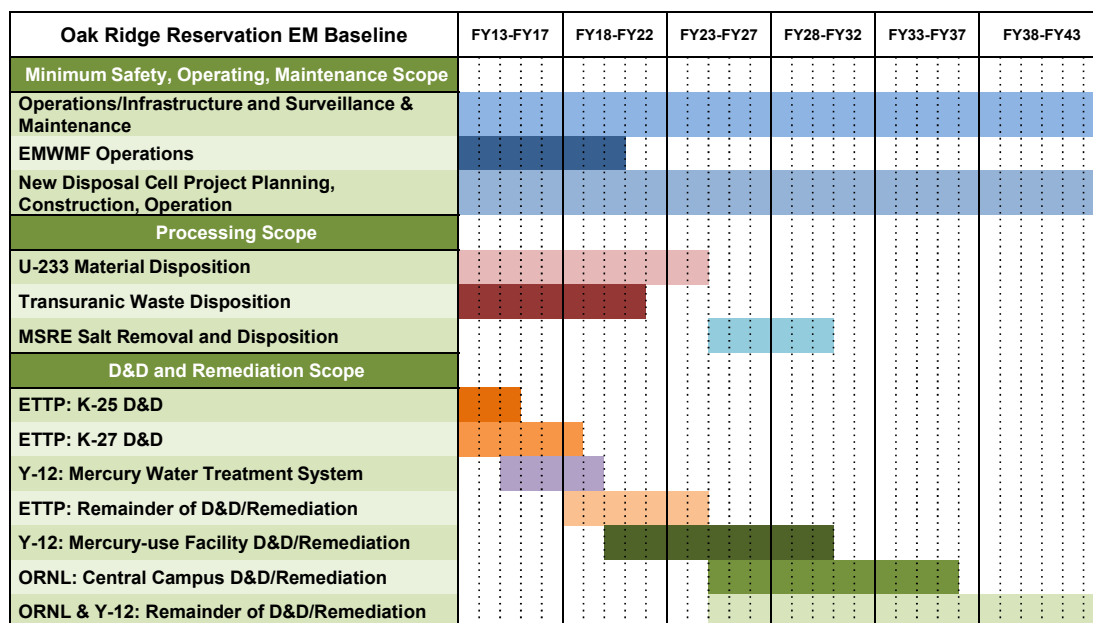 Oak Ridge Reservation EM Baseline FY13-FY17 FY18-FY22 FY23-FY27 FY28-FY32 FY33-FY37 FY38-FY43
Minimum Safety, Operating, Maintenance Scope
Operations/Infrastructure and Surveillance &
Maintenance
EMWMF Operations
New Disposal Cell Project Planning,
Construction, Operation
Processing Scope
U-233 Material Disposition
Transuranic Waste Disposition
MSRE Salt Removal and Disposition
D&D and Remediation Scope
ETTP: K-25 D&D
ETTP: K-27 D&D
Y-12: Mercury Water Treatment System
ETTP: Remainder of D&D/Remediation
Y-12: Mercury-use Facility D&D/Remediation
ORNL: Central Campus D&D/Remediation
ORNL & Y-12: Remainder of D&D/Remediation